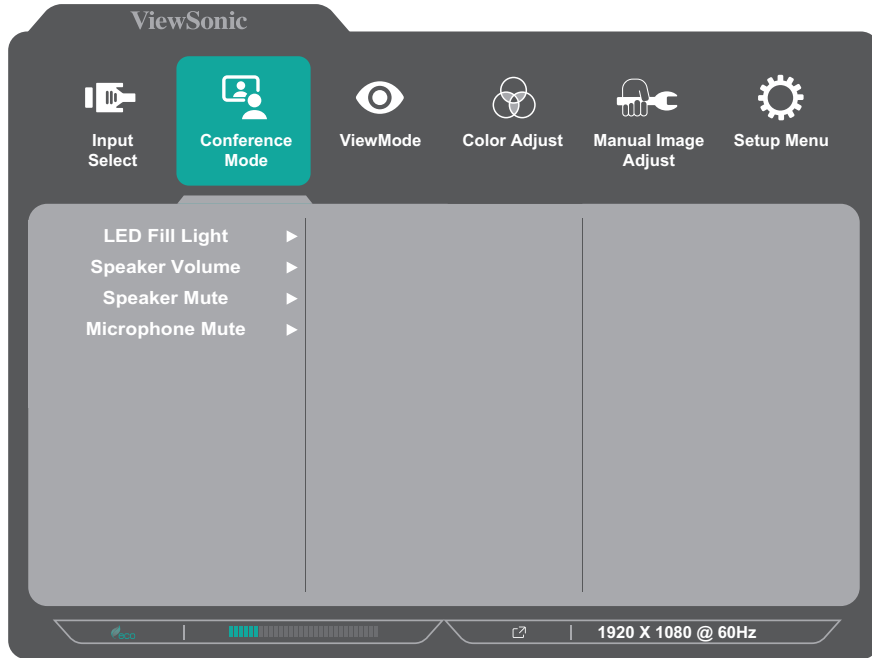 ViewSonic
Input Select
Conference Mode
ViewMode
Color Adjust
Manual Image Adjust
Setup Menu
LED Fill Light
Speaker Volume
Speaker Mute
Microphone Mute
eco
1920 X 1080 @ 60Hz